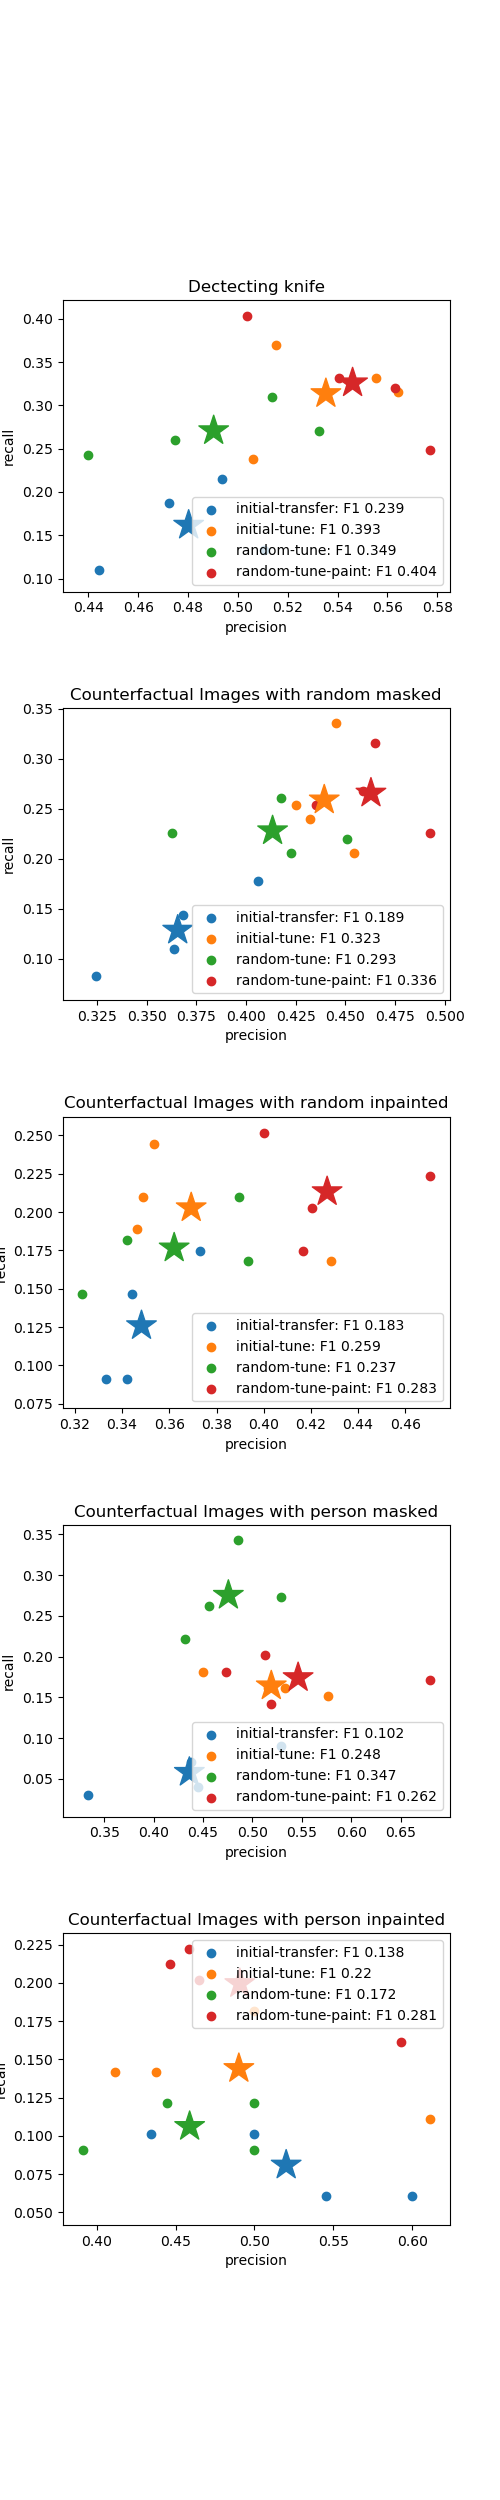 Dectecting knife
0.40
0.35
0.30
0.25
0.20
0.15
0.10
recall
initial-transfer: F1 0.239
initial-tune: F1 0.393
random-tune: F1 0.349
random-tune-paint: F1 0.404
0.44 0.46 0.48 0.50 0.52 0.54 0.56 0.58
precision
Counterfactual Images with random masked
0.35
0.30
0.25
0.20
0.15
0.10
recall
initial-transfer: F1 0.189
initial-tune: F1 0.323
random-tune: F1 0.293
random-tune-paint: F1 0.336
0.325 0.350 0.375 0.400 0.425 0.450 0.475 0.500
precision
Counterfactual Images with random inpainted
0.250
0.225
0.200
0.175
0.150
0.125
0.100
0.075
recall
initial-transfer: F1 0.183
initial-tune: F1 0.259
random-tune: F1 0.237
random-tune-paint: F1 0.283
0.32 0.34 0.36 0.38 0.40 0.42 0.44 0.46
precision
Counterfactual Images with person masked
0.35
0.30
0.25
0.20
0.15
0.10
0.05
recall
initial-transfer: F1 0.102
initial-tune: F1 0.248
random-tune: F1 0.347
random-tune-paint: F1 0.262
0.35 0.40 0.45 0.50 0.55 0.60 0.65
precision
Counterfactual Images with person inpainted
0.225
0.200
0.175
0.150
0.125
0.100
0.075
0.050
recall
initial-transfer: F1 0.138
initial-tune: F1 0.22
random-tune: F1 0.172
random-tune-paint: F1 0.281
0.40 0.45 0.50 0.55 0.60
precision